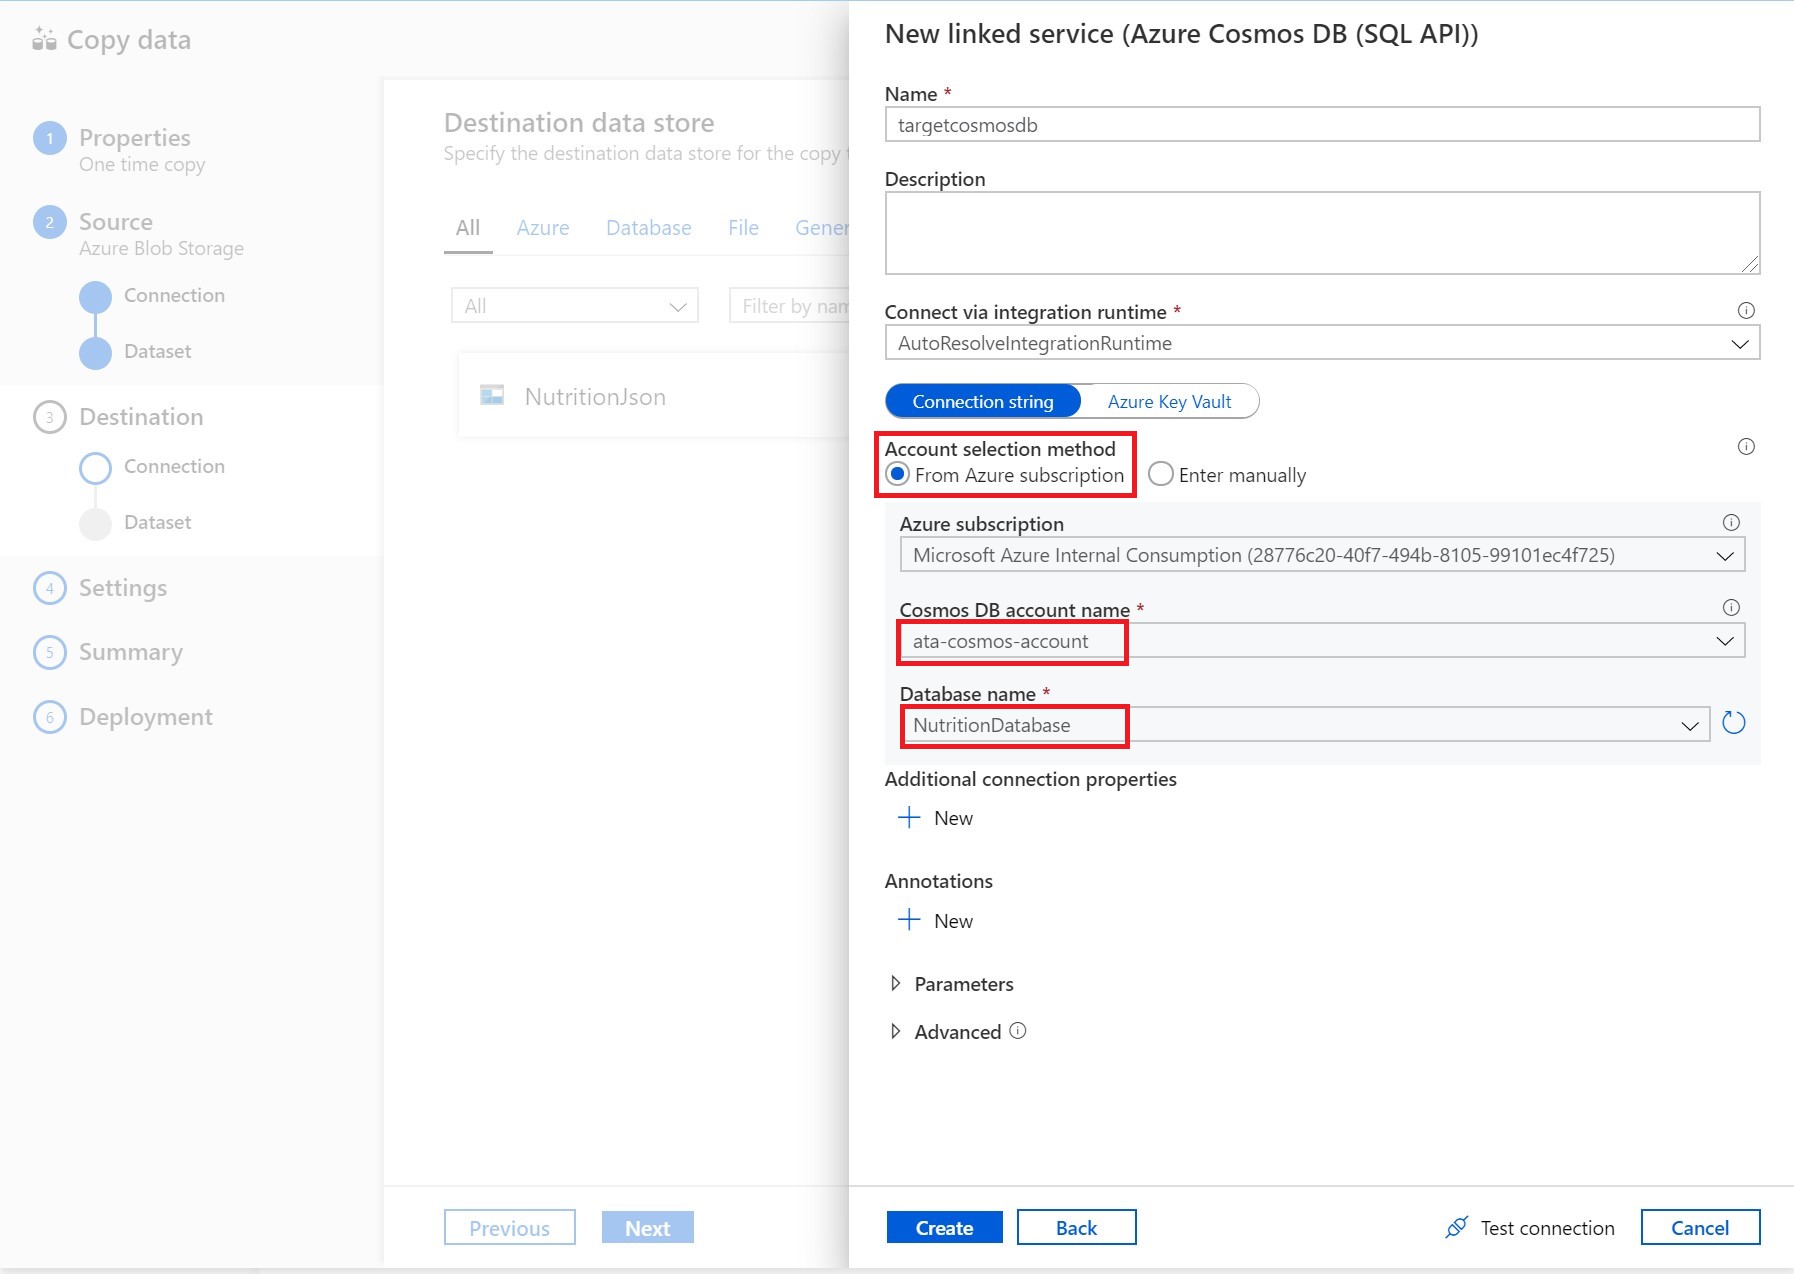 Copy data
1 Properties
One time copy
2 Source
Azure Blob Storage
Connection
Dataset
3 Destination
Connection
Dataset
4 Settings
5 Summary
6 Deployment
Destination data store
Specify the destination data store for the copy
All Azure Database File Gener
All
Filter by nam
NutritionJson
Previous
Next
New linked service (Azure Cosmos DB (SQL API))
Name *
targetcosmosdb
Description
Connect via integration runtime *
AutoResolveIntegrationRuntime
Connection string
Azure Key Vault
Account selection method
From Azure subscription
Enter manually
Azure subscription
Microsoft Azure Internal Consumption (28776c20-40f7-494b-8105-99101ec4f725)
Cosmos DB account name *
ata-cosmos-account
Database name *
NutritionDatabase
Additional connection properties
New
Annotations
New
Parameters
Advanced
Create
Back
Test connection
Cancel